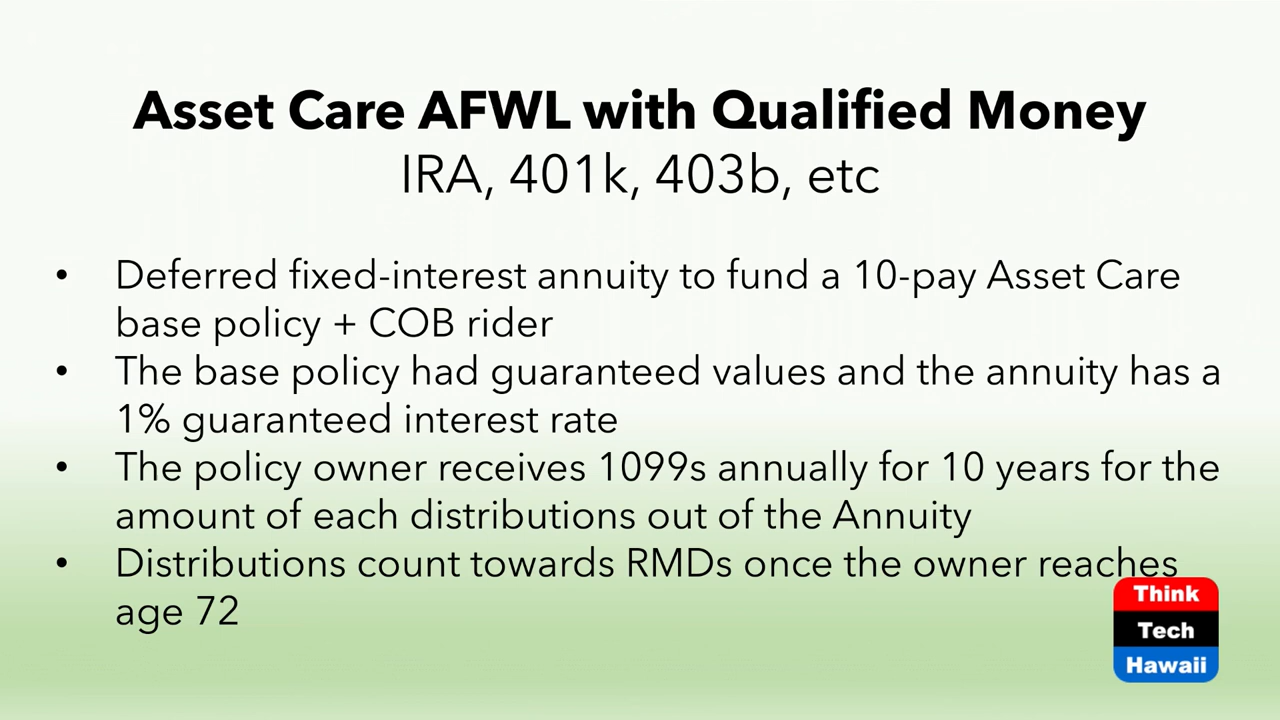 Asset Care AFWL with Qualified Money
IRA, 401k, 403b, etc
• Deferred fixed-interest annuity to fund a 10-pay Asset Care
base policy + COB rider
• The base policy had guaranteed values and the annuity has a
1% guaranteed interest rate
• The policy owner receives 1099s annually for 10 years for the
amount of each distributions out of the Annuity
• Distributions count towards RMDs once the owner reaches
age 72
Think
Tech
Hawaii